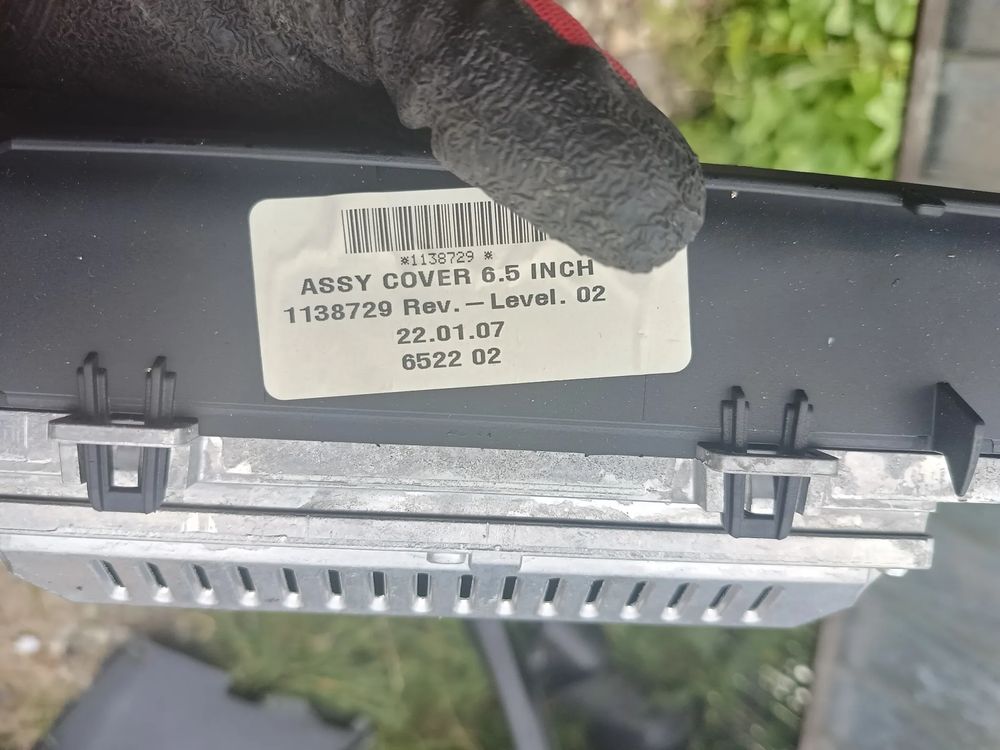 *1138729 *
ASSY COVER 6.5 INCH
1138729 Rev. — Level. 02
22.01.07
6522 02